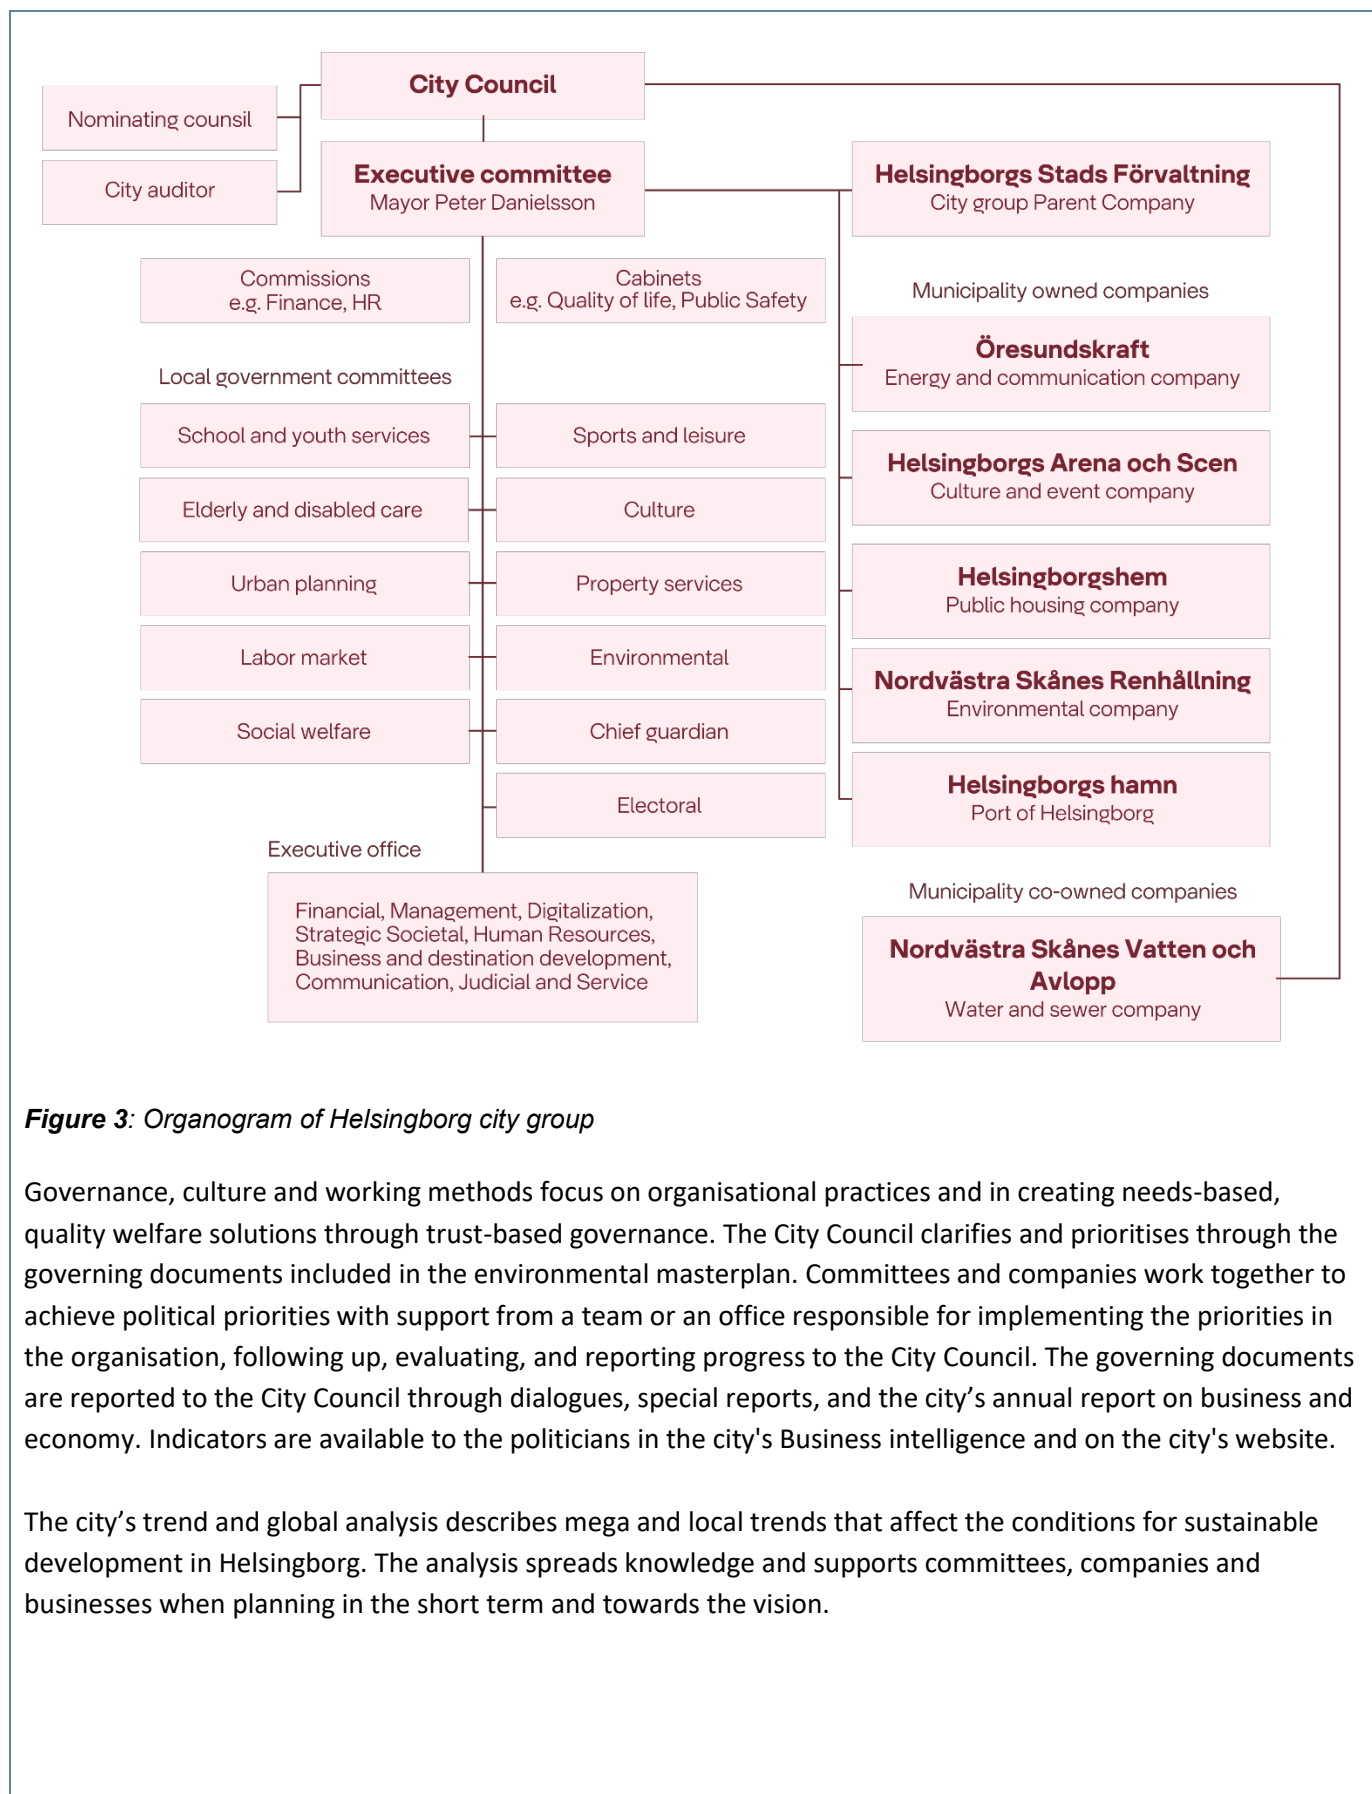 City Council
Nominating counsil
City auditor
Executive committee
Mayor Peter Danielsson
Helsingborgs Stads Förvaltning
City group Parent Company
Commissions
e.g. Finance, HR
Cabinets
e.g. Quality of life, Public Safety
Municipality owned companies
Öresundskraft
Energy and communication company
Local government committees
School and youth services
Sports and leisure
Helsingborgs Arena och Scen
Culture and event company
Elderly and disabled care
Culture
Urban planning
Property services
Helsingborgshem
Public housing company
Labor market
Environmental
Nordvästra Skånes Renhållning
Environmental company
Social welfare
Chief guardian
Helsingborgs hamn
Port of Helsingborg
Electoral
Executive office
Financial, Management, Digitalization,
Strategic Societal, Human Resources,
Business and destination development,
Communication, Judicial and Service
Municipality co-owned companies
Nordvästra Skånes Vatten och
Avlopp
Water and sewer company
Figure 3: Organogram of Helsingborg city group
Governance, culture and working methods focus on organisational practices and in creating needs-based,
quality welfare solutions through trust-based governance. The City Council clarifies and prioritises through the
governing documents included in the environmental masterplan. Committees and companies work together to
achieve political priorities with support from a team or an office responsible for implementing the priorities in
the organisation, following up, evaluating, and reporting progress to the City Council. The governing documents
are reported to the City Council through dialogues, special reports, and the city’s annual report on business and
economy. Indicators are available to the politicians in the city's Business intelligence and on the city's website.
The city’s trend and global analysis describes mega and local trends that affect the conditions for sustainable
development in Helsingborg. The analysis spreads knowledge and supports committees, companies and
businesses when planning in the short term and towards the vision.